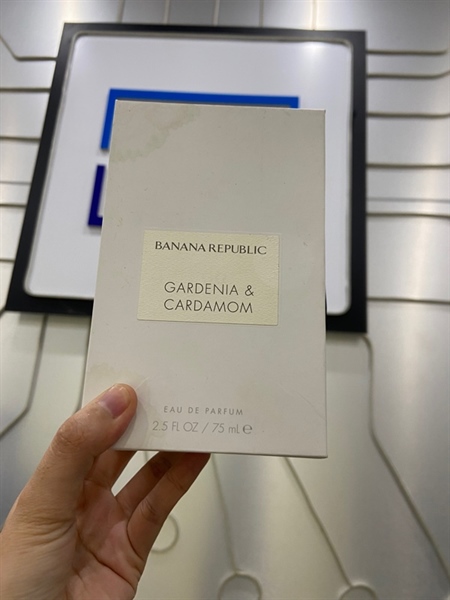 BANANA REPUBLIC
GARDENIA &
CARDAMOM
EAU DE PARFUM
2.5 FL OZ / 75 mL ℮